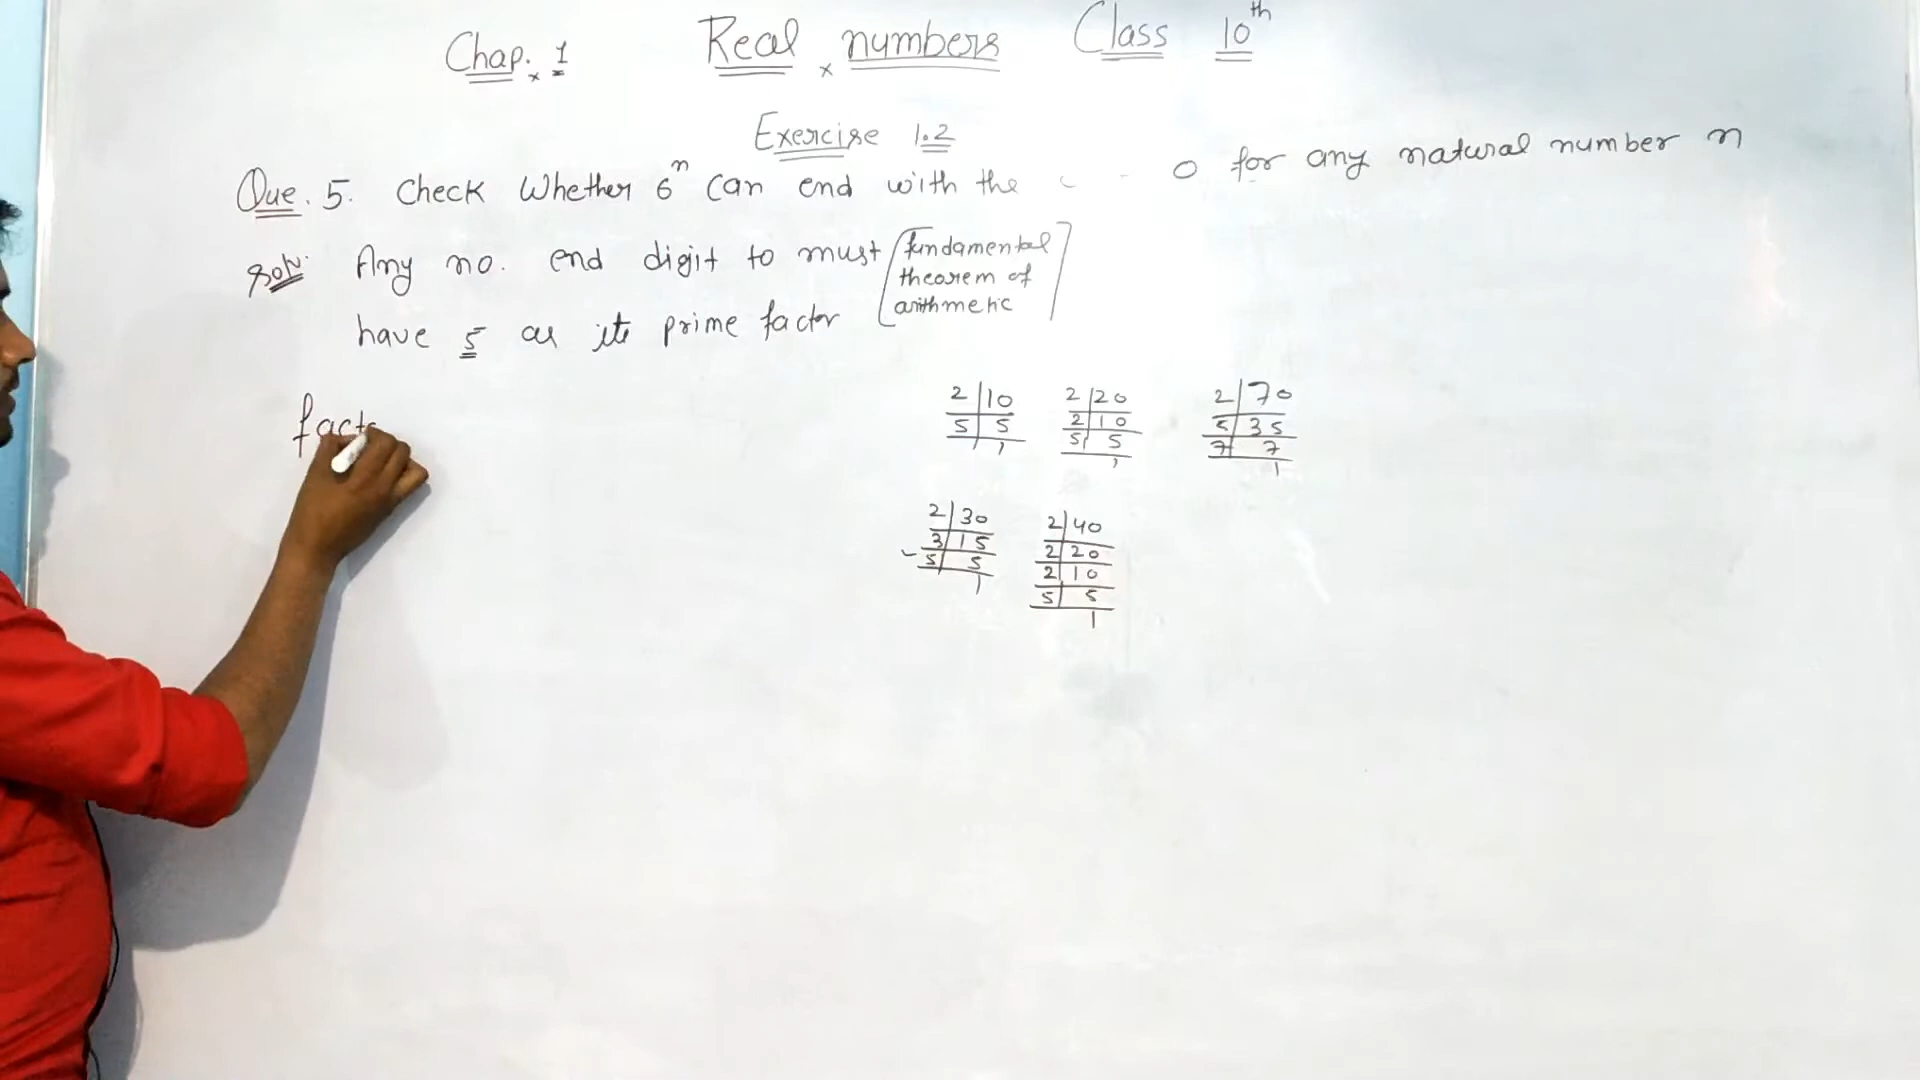 Chap. 1 Real numbers Class 10th
Exercise 1.2
Que. 5. Check Whether 6^n can end with the 0 for any natural number n
Soln. Any no. end digit to must [fundamental
theorem of
arithmetic]
have 5 as its prime factor
fact
2|10 2|20 2|70
5|5 2|10 5|35
1 5|5 7|7
1 1
2|30 2|40
3|15 2|20
5|5 2|10
1 5|5
1